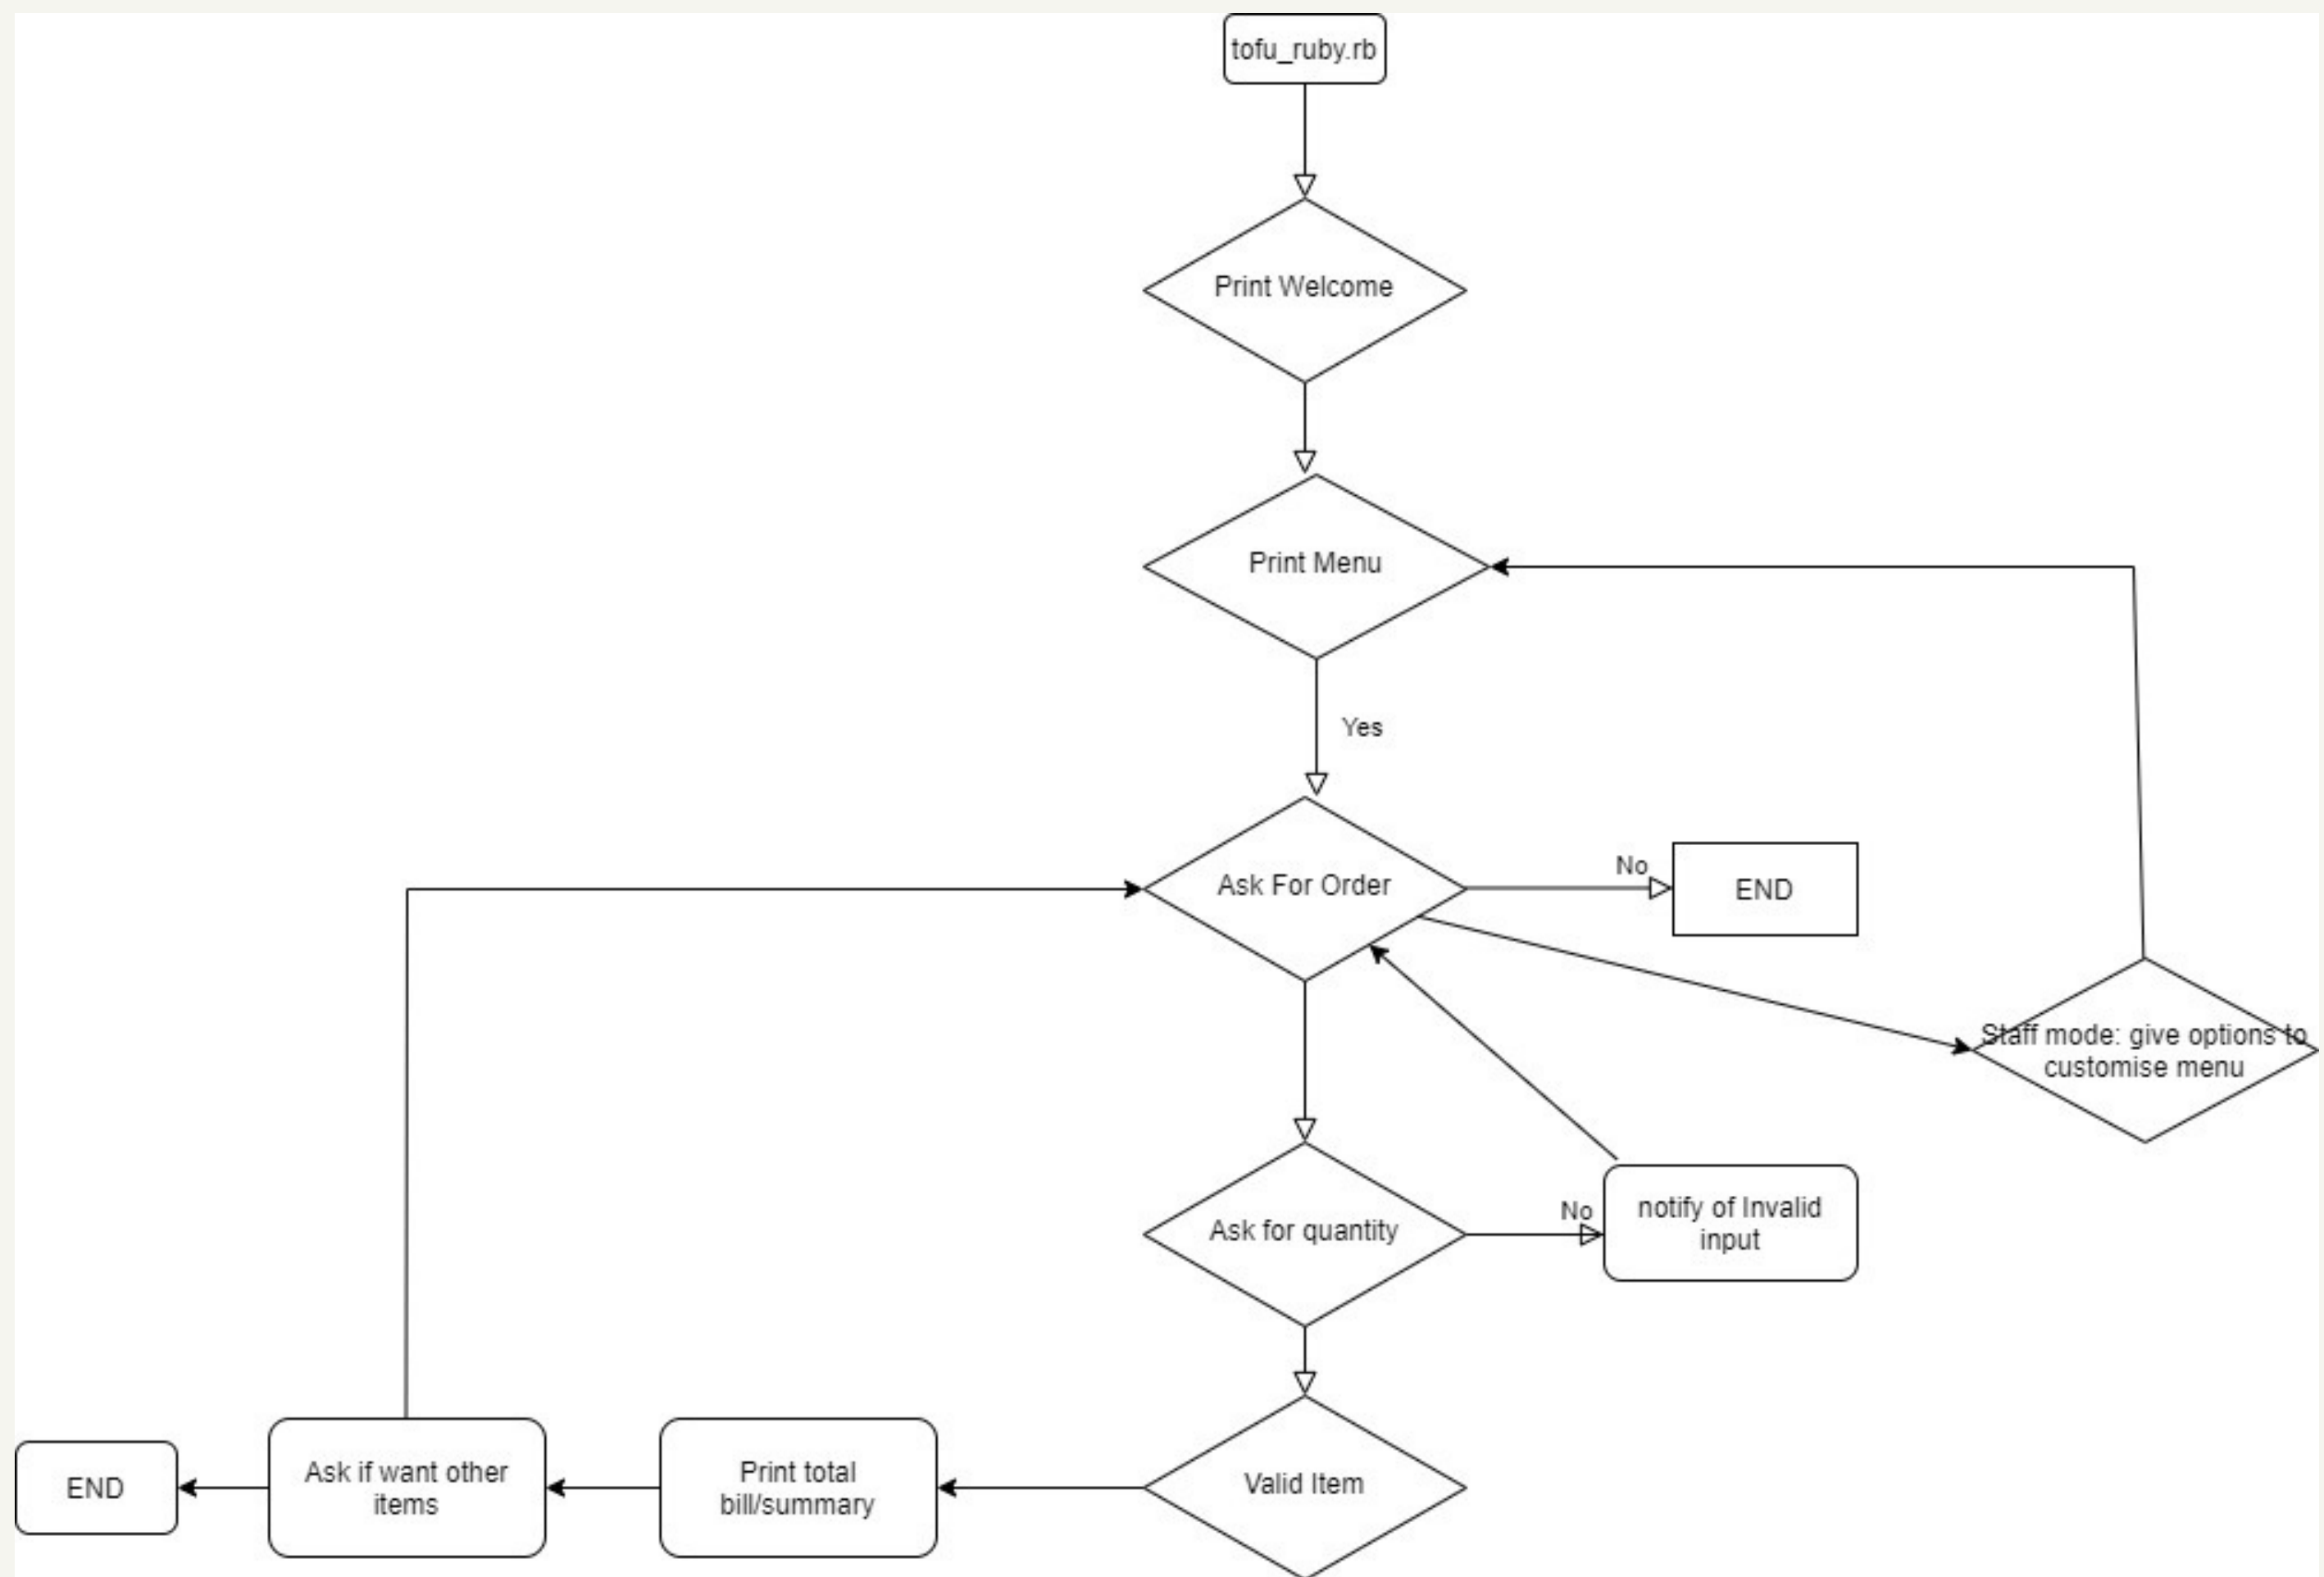 tofu_ruby.rb
Print Welcome
Print Menu
Yes
Ask For Order
No
END
Staff mode: give options to
customise menu
Ask for quantity
No
notify of Invalid
input
Valid Item
Print total
bill/summary
Ask if want other
items
END